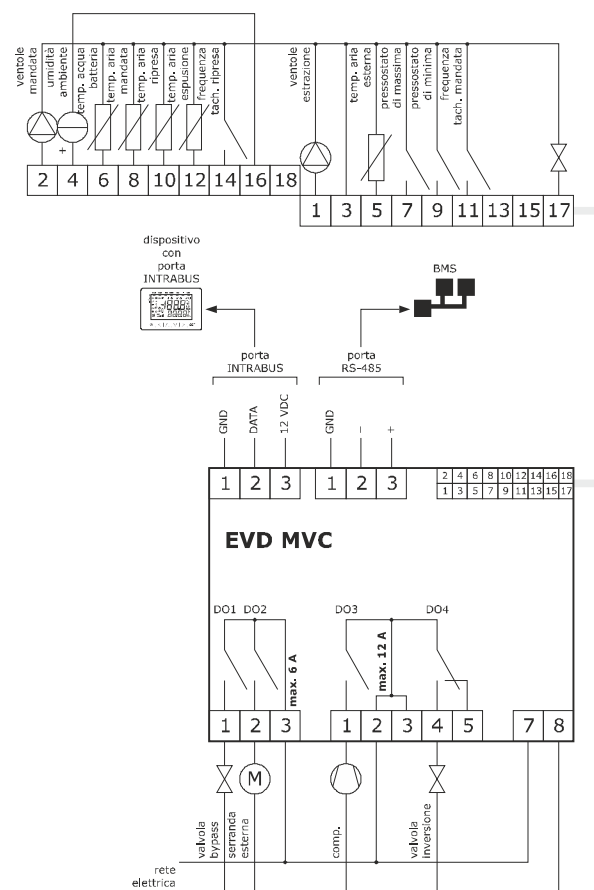 ventole
mandata
umidità
ambiente
temp. acqua
batteria
temp. aria
mandata
temp. aria
ripresa
temp. aria
espusione
frequenza
tach. ripresa
ventole
estrazione
temp. aria
esterna
pressostato
di massima
pressostato
di minima
frequenza
tach. mandata
+
2 4 6 8 10 12 14 16 18
1 3 5 7 9 11 13 15 17
dispositivo
con
porta
INTRABUS
BMS
porta
INTRABUS
porta
RS-485
GND
DATA
12 VDC
GND
–
+
1 2 3 1 2 3
2 4 6 8 10 12 14 16 18
1 3 5 7 9 11 13 15 17
EVD MVC
DO1 DO2 DO3 DO4
max. 6 A
max. 12 A
1 2 3 1 2 3 4 5 7 8
M
valvola
bypass
serranda
esterna
comp.
valvola
inversione
rete
elettrica